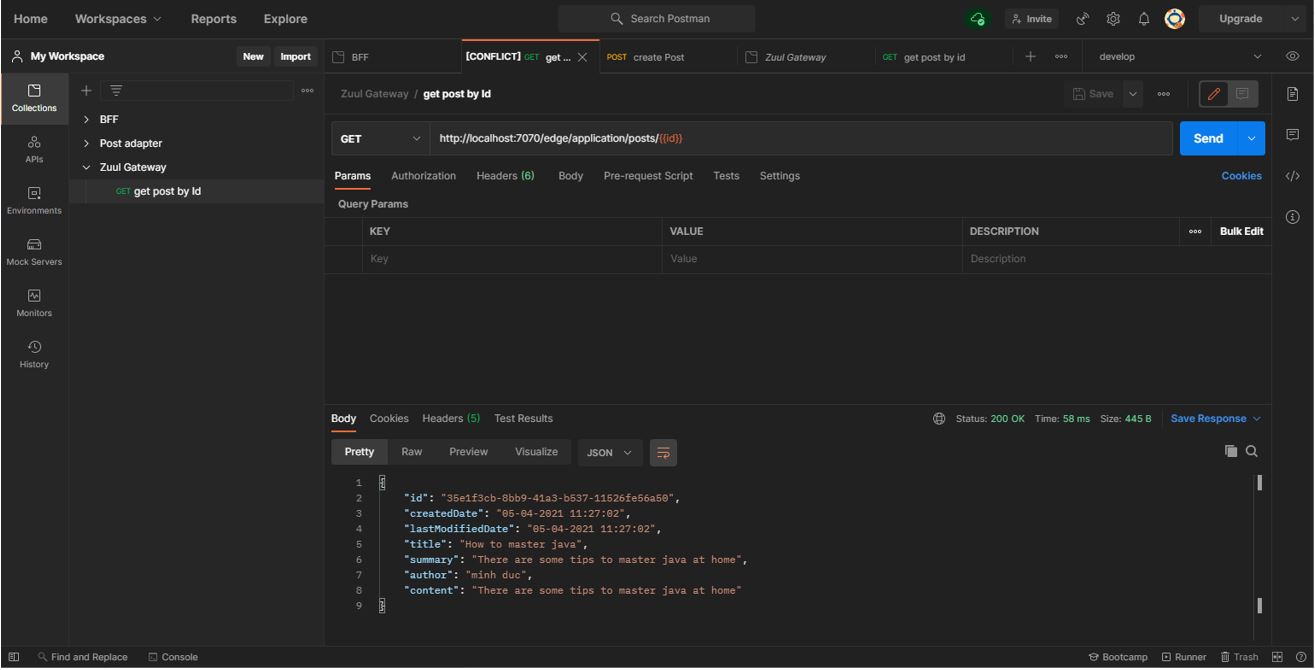 Home Workspaces Reports Explore Search Postman Invite Upgrade
My Workspace New Import BFF [CONFLICT] GET get ... POST create Post Zuul Gateway GET get post by id develop
Collections
APIs
Environments
Mock Servers
Monitors
History
BFF
Post adapter
Zuul Gateway
GET get post by Id
Zuul Gateway / get post by Id Save
GET http://localhost:7070/edge/application/posts/{{id}} Send
Params Authorization Headers (6) Body Pre-request Script Tests Settings Cookies
Query Params
KEY VALUE DESCRIPTION Bulk Edit
Key Value Description
Body Cookies Headers (5) Test Results Status: 200 OK Time: 58 ms Size: 445 B Save Response
Pretty Raw Preview Visualize JSON
1 {
2 "id": "35e1f3cb-8bb9-41a3-b537-11526fe56a50",
3 "createdDate": "05-04-2021 11:27:02",
4 "lastModifiedDate": "05-04-2021 11:27:02",
5 "title": "How to master java",
6 "summary": "There are some tips to master java at home",
7 "author": "minh duc",
8 "content": "There are some tips to master java at home"
9 }
Find and Replace Console Bootcamp Runner Trash